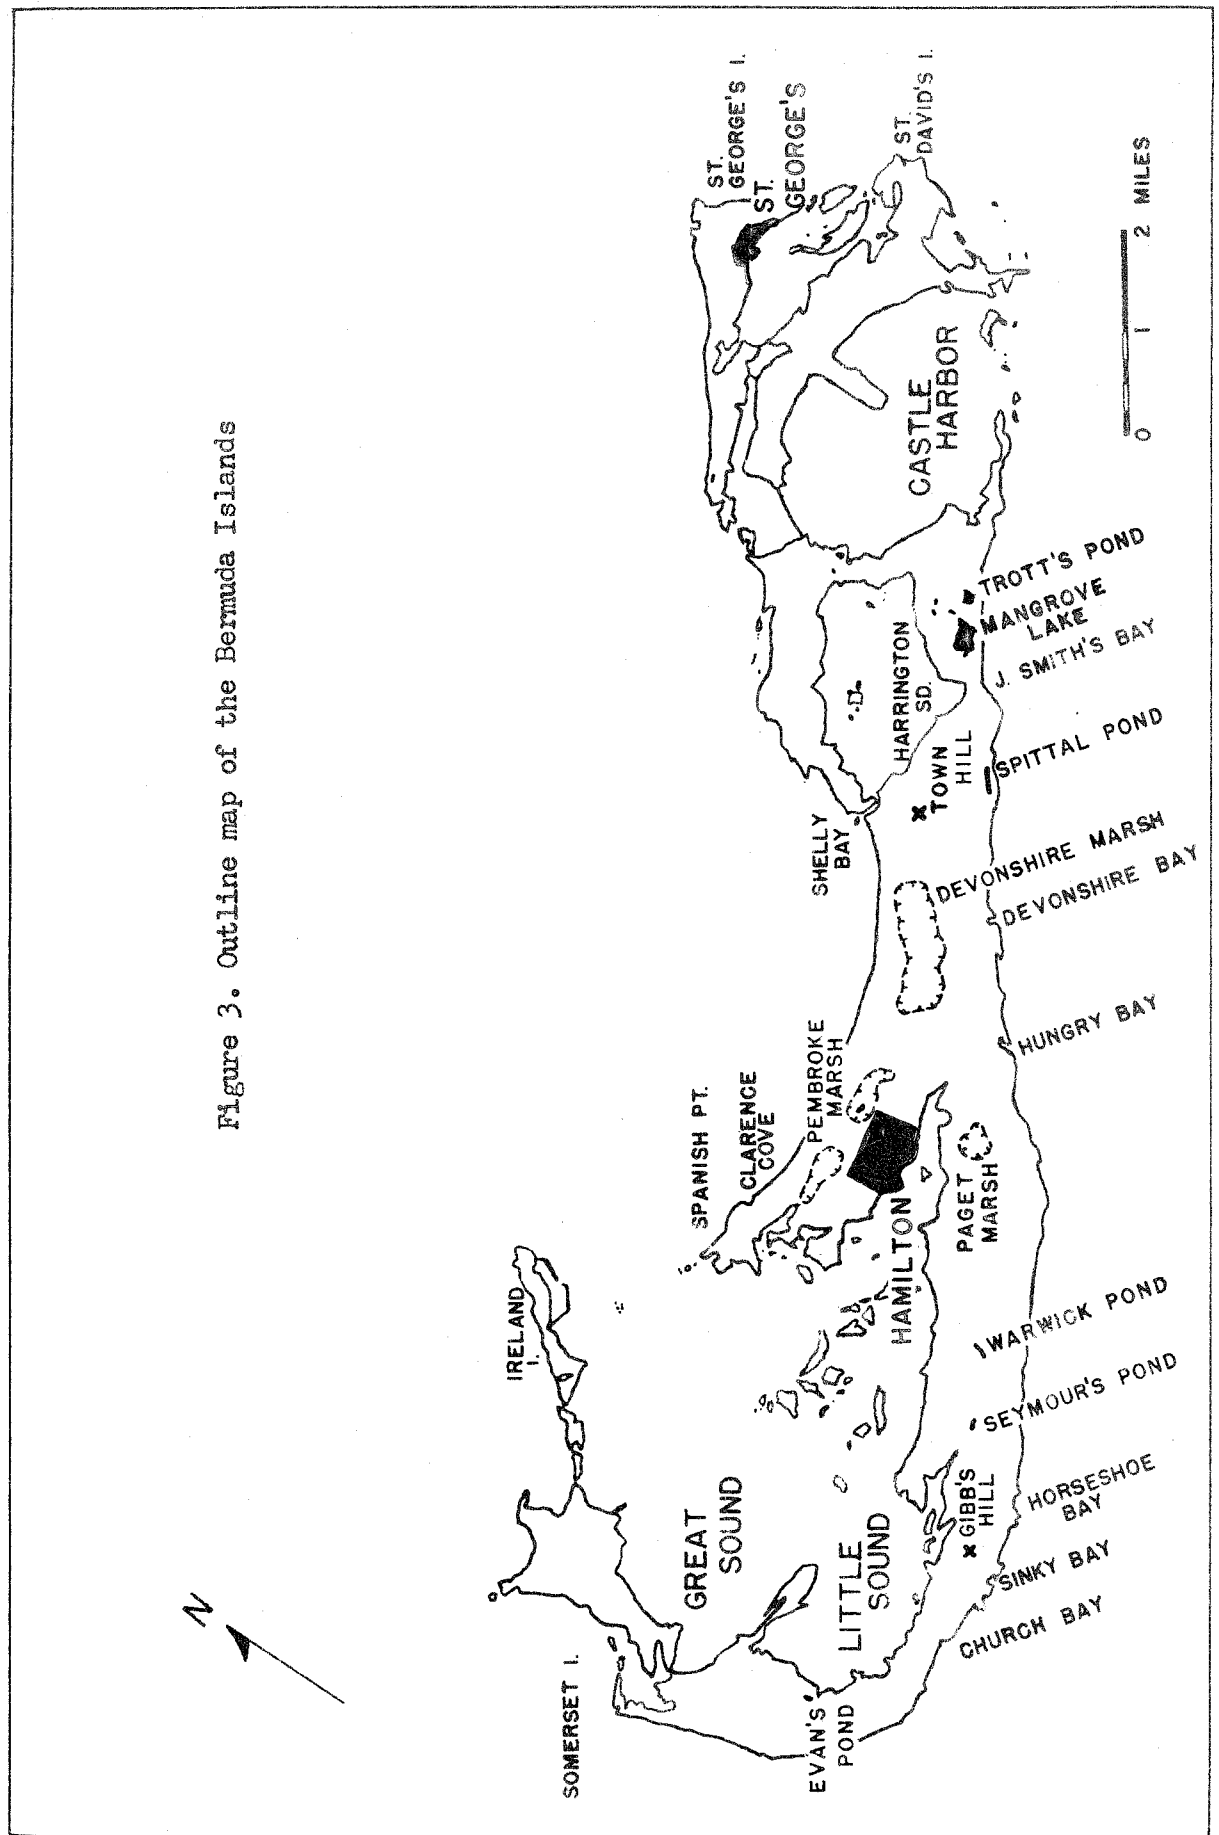 Figure 3. Outline map of the Bermuda Islands
N
SOMERSET I.
IRELAND
I.
GREAT
SOUND
LITTLE
SOUND
EVAN'S
POND
SPANISH PT.
CLARENCE
COVE
PEMBROKE
MARSH
HAMILTON
PAGET
MARSH
GIBB'S
HILL
CHURCH BAY
SINKY BAY
HORSESHOE
BAY
SEYMOUR'S POND
WARWICK POND
HUNGRY BAY
DEVONSHIRE BAY
DEVONSHIRE MARSH
SHELLY
BAY
TOWN
HILL
SPITTAL POND
HARRINGTON
SD.
J. SMITH'S BAY
MANGROVE
LAKE
TROTT'S POND
CASTLE
HARBOR
ST.
GEORGE'S I.
ST.
GEORGE'S
ST.
DAVID'S I.
0 1 2 MILES